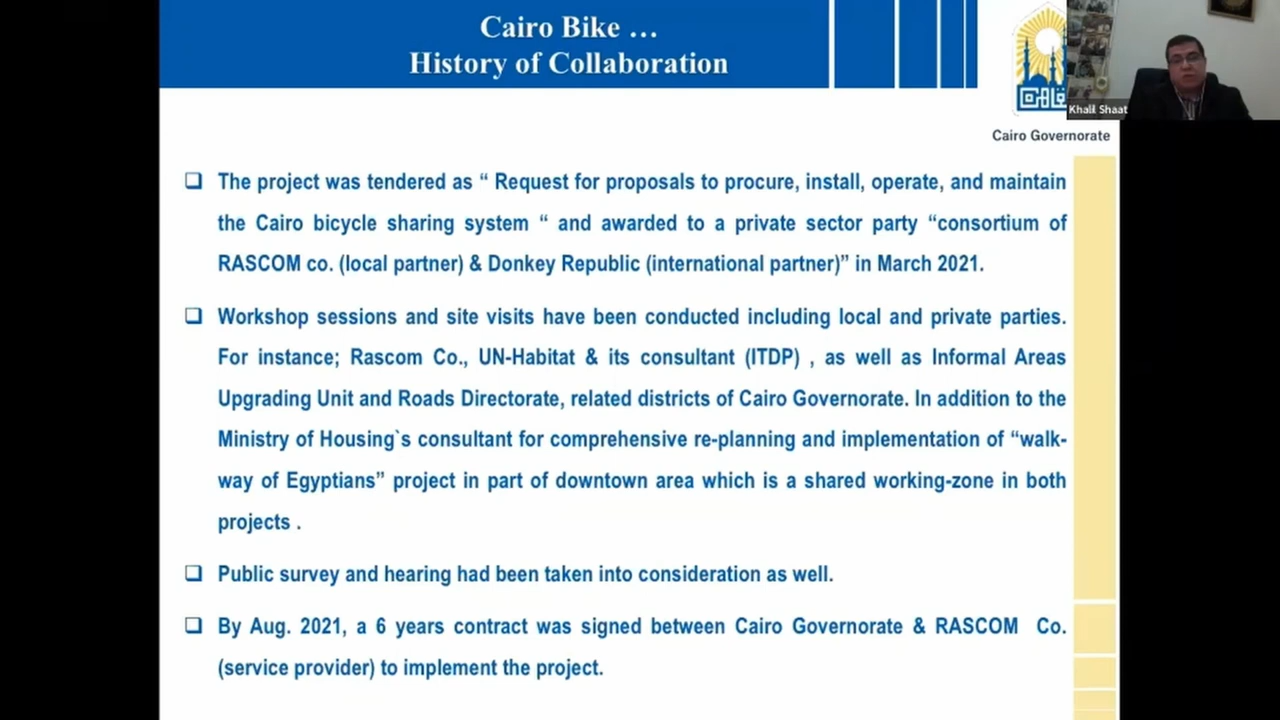 Cairo Bike …
History of Collaboration
Khalil Shaat
Cairo Governorate
❑ The project was tendered as “ Request for proposals to procure, install, operate, and maintain
the Cairo bicycle sharing system “ and awarded to a private sector party “consortium of
RASCOM co. (local partner) & Donkey Republic (international partner)” in March 2021.
❑ Workshop sessions and site visits have been conducted including local and private parties.
For instance; Rascom Co., UN-Habitat & its consultant (ITDP) , as well as Informal Areas
Upgrading Unit and Roads Directorate, related districts of Cairo Governorate. In addition to the
Ministry of Housing`s consultant for comprehensive re-planning and implementation of “walk-
way of Egyptians” project in part of downtown area which is a shared working-zone in both
projects .
❑ Public survey and hearing had been taken into consideration as well.
❑ By Aug. 2021, a 6 years contract was signed between Cairo Governorate & RASCOM Co.
(service provider) to implement the project.